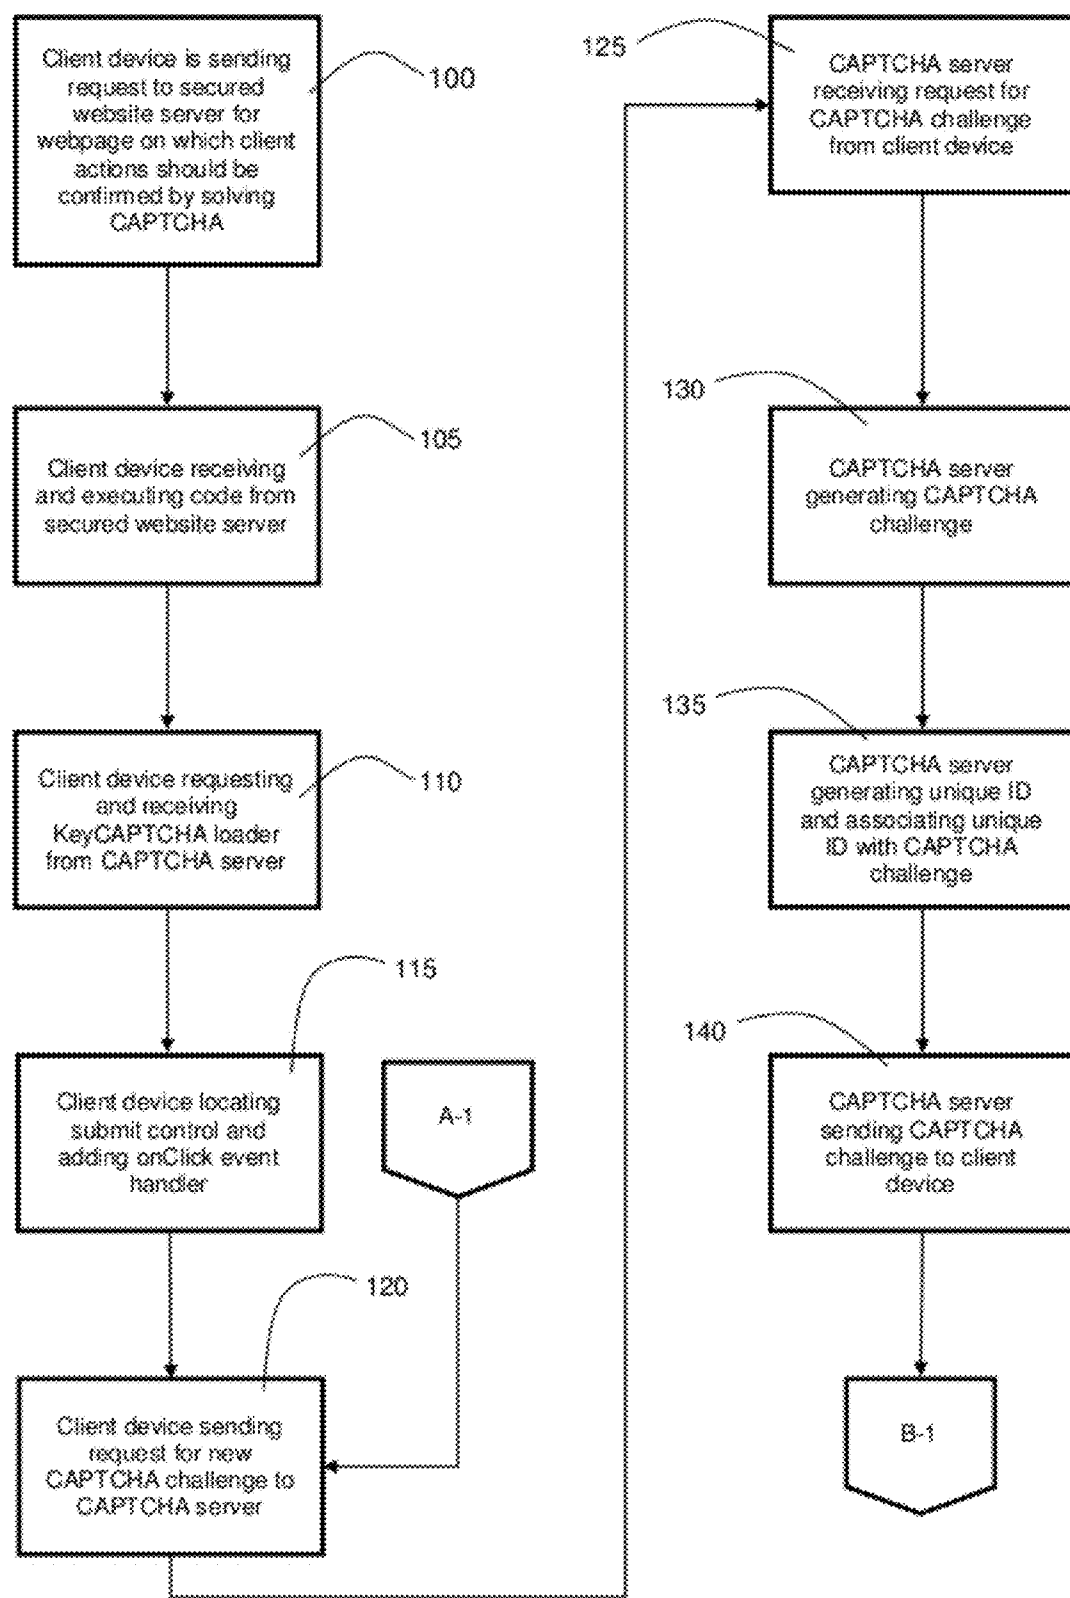 Client device is sending
request to secured
website server for
webpage on which client
actions should be
confirmed by solving
CAPTCHA
100
Client device receiving
and executing code from
secured website server
105
Client device requesting
and receiving
KeyCAPTCHA loader
from CAPTCHA server
110
Client device locating
submit control and
adding onClick event
handler
115
A-1
Client device sending
request for new
CAPTCHA challenge to
CAPTCHA server
120
125
CAPTCHA server
receiving request for
CAPTCHA challenge
from client device
130
CAPTCHA server
generating CAPTCHA
challenge
135
CAPTCHA server
generating unique ID
and associating unique
ID with CAPTCHA
challenge
140
CAPTCHA server
sending CAPTCHA
challenge to client
device
B-1